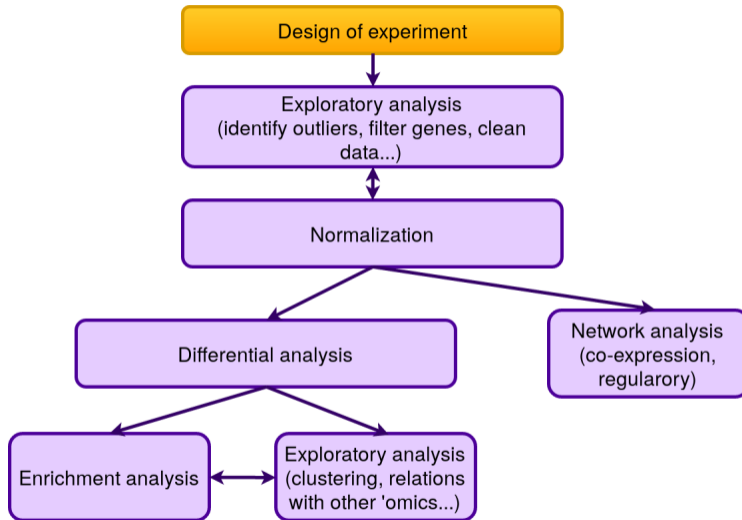 Design of experiment
Exploratory analysis
(identify outliers, filter genes, clean
data...)
Normalization
Differential analysis
Network analysis
(co-expression,
regularory)
Enrichment analysis
Exploratory analysis
(clustering, relations
with other 'omics...)